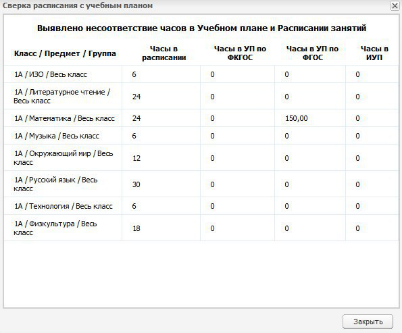 Сверка расписания с учебным планом
Выявлено несоответствие часов в Учебном плане и Расписании занятий
Класс / Предмет / Группа Часы в расписании Часы в УП по ФКГОС Часы в УП по ФГОС Часы в ИУП
1А / ИЗО / Весь класс 6 0 0 0
1А / Литературное чтение / Весь класс 24 0 0 0
1А / Математика / Весь класс 24 0 150,00 0
1А / Музыка / Весь класс 6 0 0 0
1А / Окружающий мир / Весь класс 12 0 0 0
1А / Русский язык / Весь класс 30 0 0 0
1А / Технология / Весь класс 6 0 0 0
1А / Физкультура / Весь класс 18 0 0 0
Закрыть